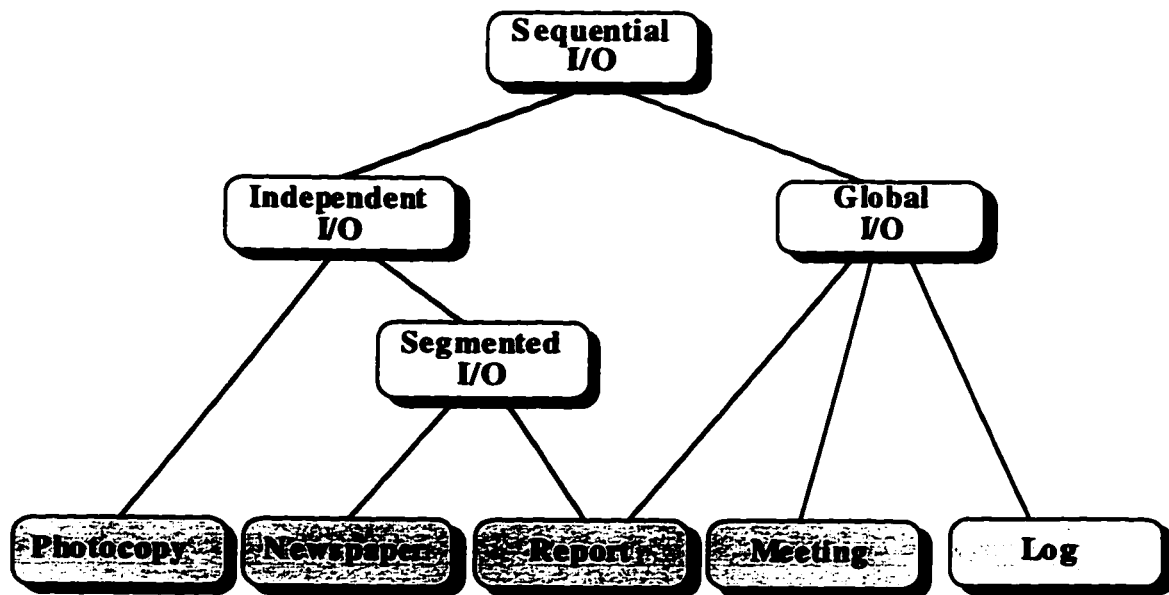 Sequential
I/O
Independent
I/O
Global
I/O
Segmented
I/O
Photocopy
Newspaper
Report
Meeting
Log